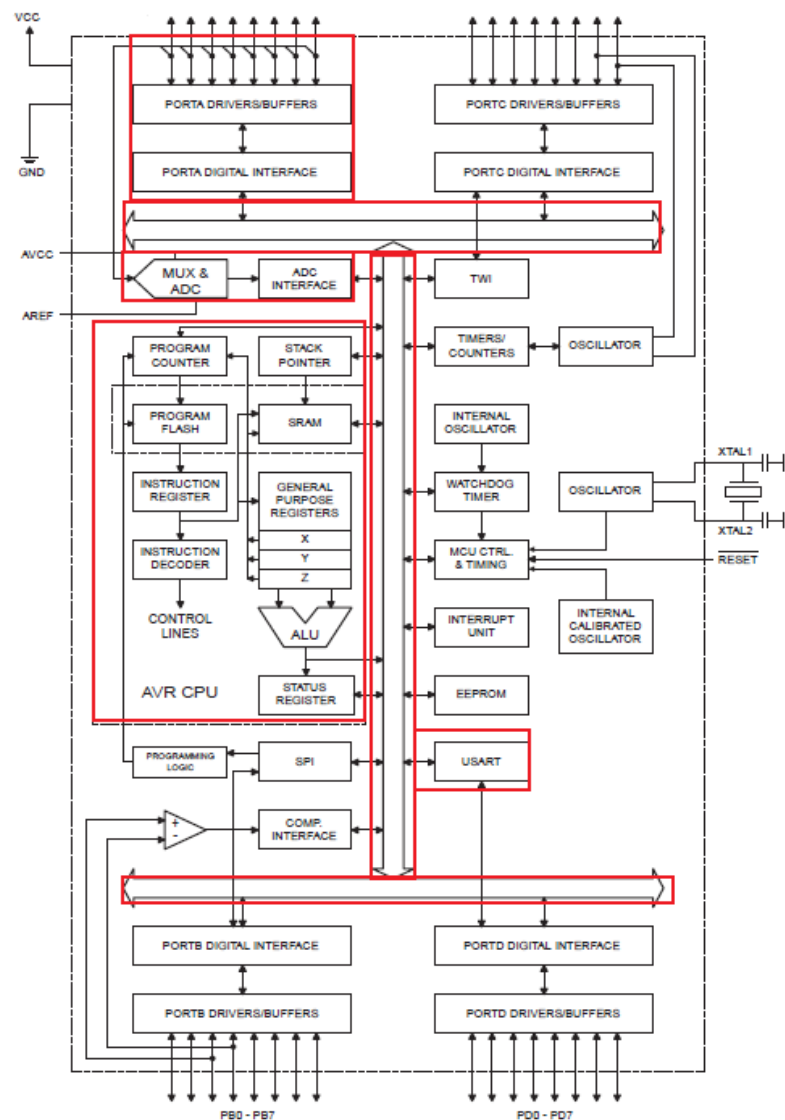 VCC
GND
PORTA DRIVERS/BUFFERS
PORTC DRIVERS/BUFFERS
PORTA DIGITAL INTERFACE
PORTC DIGITAL INTERFACE
AVCC
AREF
MUX &
ADC
ADC
INTERFACE
TWI
PROGRAM
COUNTER
STACK
POINTER
TIMERS/
COUNTERS
OSCILLATOR
PROGRAM
FLASH
SRAM
INTERNAL
OSCILLATOR
INSTRUCTION
REGISTER
GENERAL
PURPOSE
REGISTERS
X
Y
Z
WATCHDOG
TIMER
OSCILLATOR
XTAL1
XTAL2
RESET
INSTRUCTION
DECODER
MCU CTRL.
& TIMING
CONTROL
LINES
ALU
INTERRUPT
UNIT
INTERNAL
CALIBRATED
OSCILLATOR
AVR CPU
STATUS
REGISTER
EEPROM
PROGRAMMING
LOGIC
SPI
USART
+
-
COMP.
INTERFACE
PORTB DIGITAL INTERFACE
PORTD DIGITAL INTERFACE
PORTB DRIVERS/BUFFERS
PORTD DRIVERS/BUFFERS
PB0 - PB7
PD0 - PD7